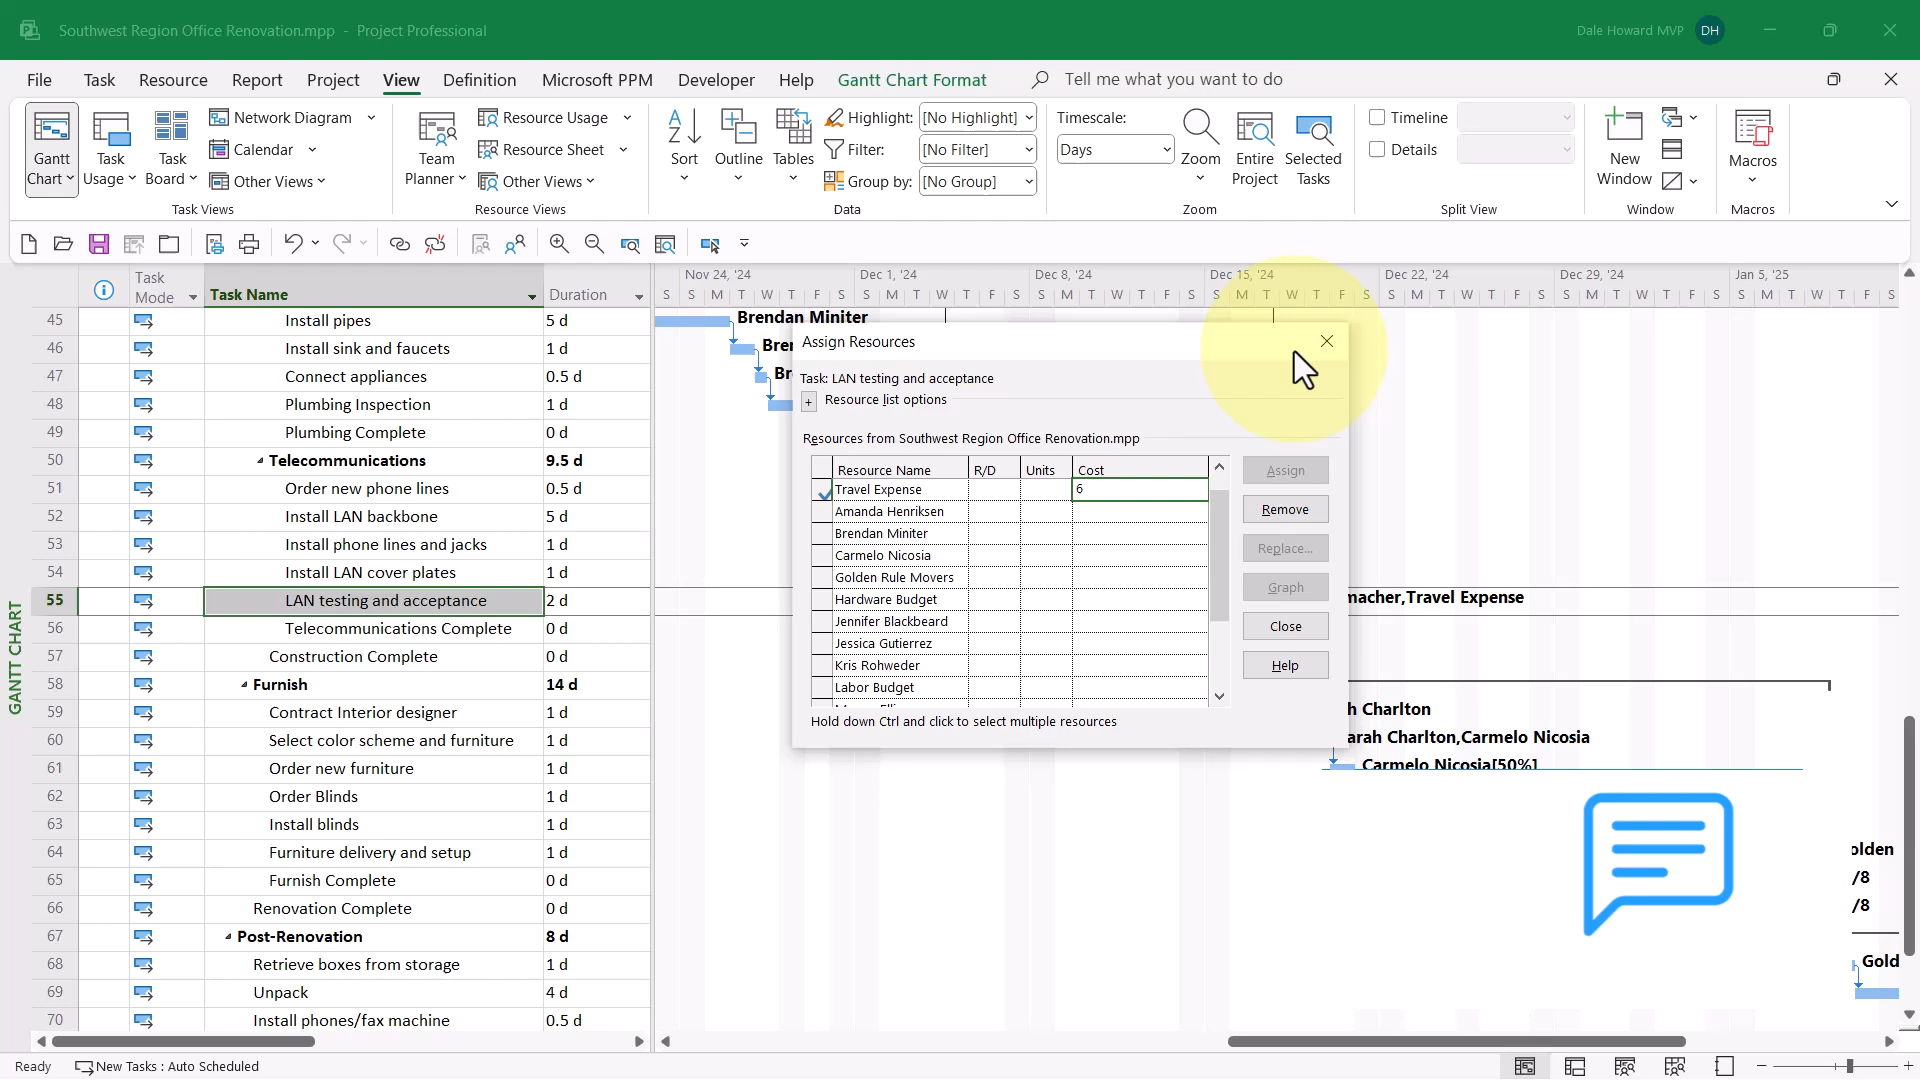 Southwest Region Office Renovation.mpp - Project Professional
Dale Howard MVP DH
File Task Resource Report Project View Definition Microsoft PPM Developer Help Gantt Chart Format Tell me what you want to do
Gantt Chart
Task Usage
Task Board
Network Diagram
Calendar
Other Views
Task Views
Team Planner
Resource Usage
Resource Sheet
Other Views
Resource Views
Sort
Outline
Tables
Highlight: [No Highlight]
Filter: [No Filter]
Group by: [No Group]
Data
Timescale:
Days
Zoom
Entire Project
Selected Tasks
Zoom
Timeline
Details
Split View
New Window
Window
Macros
Macros
Task Mode
Task Name
Duration
Nov 24, '24 Dec 1, '24 Dec 8, '24 Dec 15, '24 Dec 22, '24 Dec 29, '24 Jan 5, '25
S S M T W T F S S M T W T F S S M T W T F S S M T W T F S S M T W T F S S M T W T F S S M T W T F S
45 Install pipes 5 d
46 Install sink and faucets 1 d
47 Connect appliances 0.5 d
48 Plumbing Inspection 1 d
49 Plumbing Complete 0 d
50 Telecommunications 9.5 d
51 Order new phone lines 0.5 d
52 Install LAN backbone 5 d
53 Install phone lines and jacks 1 d
54 Install LAN cover plates 1 d
55 LAN testing and acceptance 2 d
56 Telecommunications Complete 0 d
57 Construction Complete 0 d
58 Furnish 14 d
59 Contract Interior designer 1 d
60 Select color scheme and furniture 1 d
61 Order new furniture 1 d
62 Order Blinds 1 d
63 Install blinds 1 d
64 Furniture delivery and setup 1 d
65 Furnish Complete 0 d
66 Renovation Complete 0 d
67 Post-Renovation 8 d
68 Retrieve boxes from storage 1 d
69 Unpack 4 d
70 Install phones/fax machine 0.5 d
GANTT CHART
Brendan Miniter
Bre
Br
Assign Resources
Task: LAN testing and acceptance
+ Resource list options
Resources from Southwest Region Office Renovation.mpp
Resource Name R/D Units Cost
Travel Expense 6
Amanda Henriksen
Brendan Miniter
Carmelo Nicosia
Golden Rule Movers
Hardware Budget
Jennifer Blackbeard
Jessica Gutierrez
Kris Rohweder
Labor Budget
Assign
Remove
Replace...
Graph
Close
Help
Hold down Ctrl and click to select multiple resources
macher,Travel Expense
h Charlton
arah Charlton,Carmelo Nicosia
Carmelo Nicosia[50%]
olden
/8
/8
Gold
Ready New Tasks : Auto Scheduled